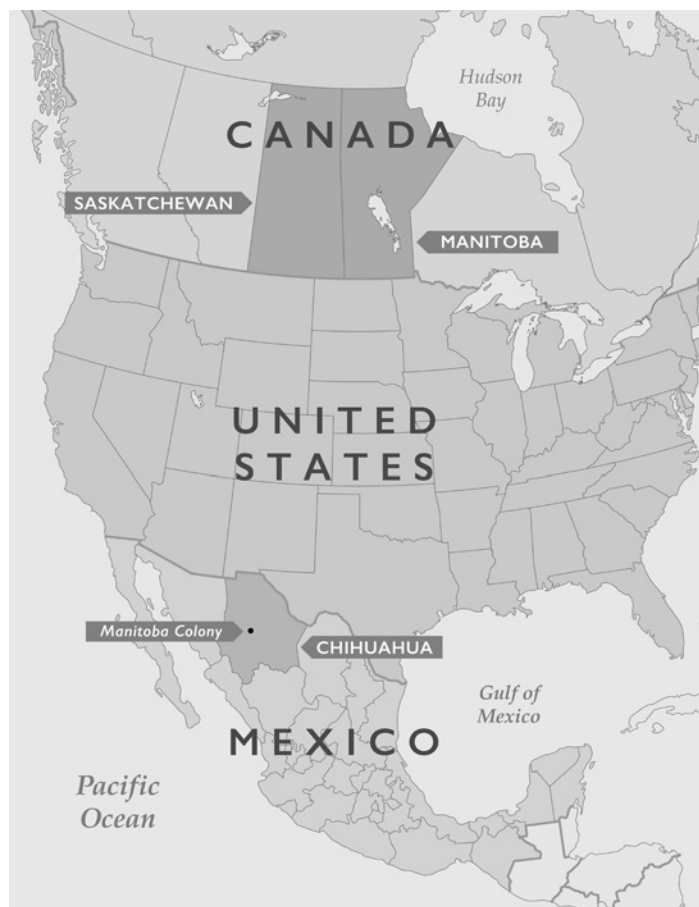 Hudson
Bay
CANADA
SASKATCHEWAN
MANITOBA
UNITED
STATES
Manitoba Colony
CHIHUAHUA
Gulf of
Mexico
MEXICO
Pacific
Ocean